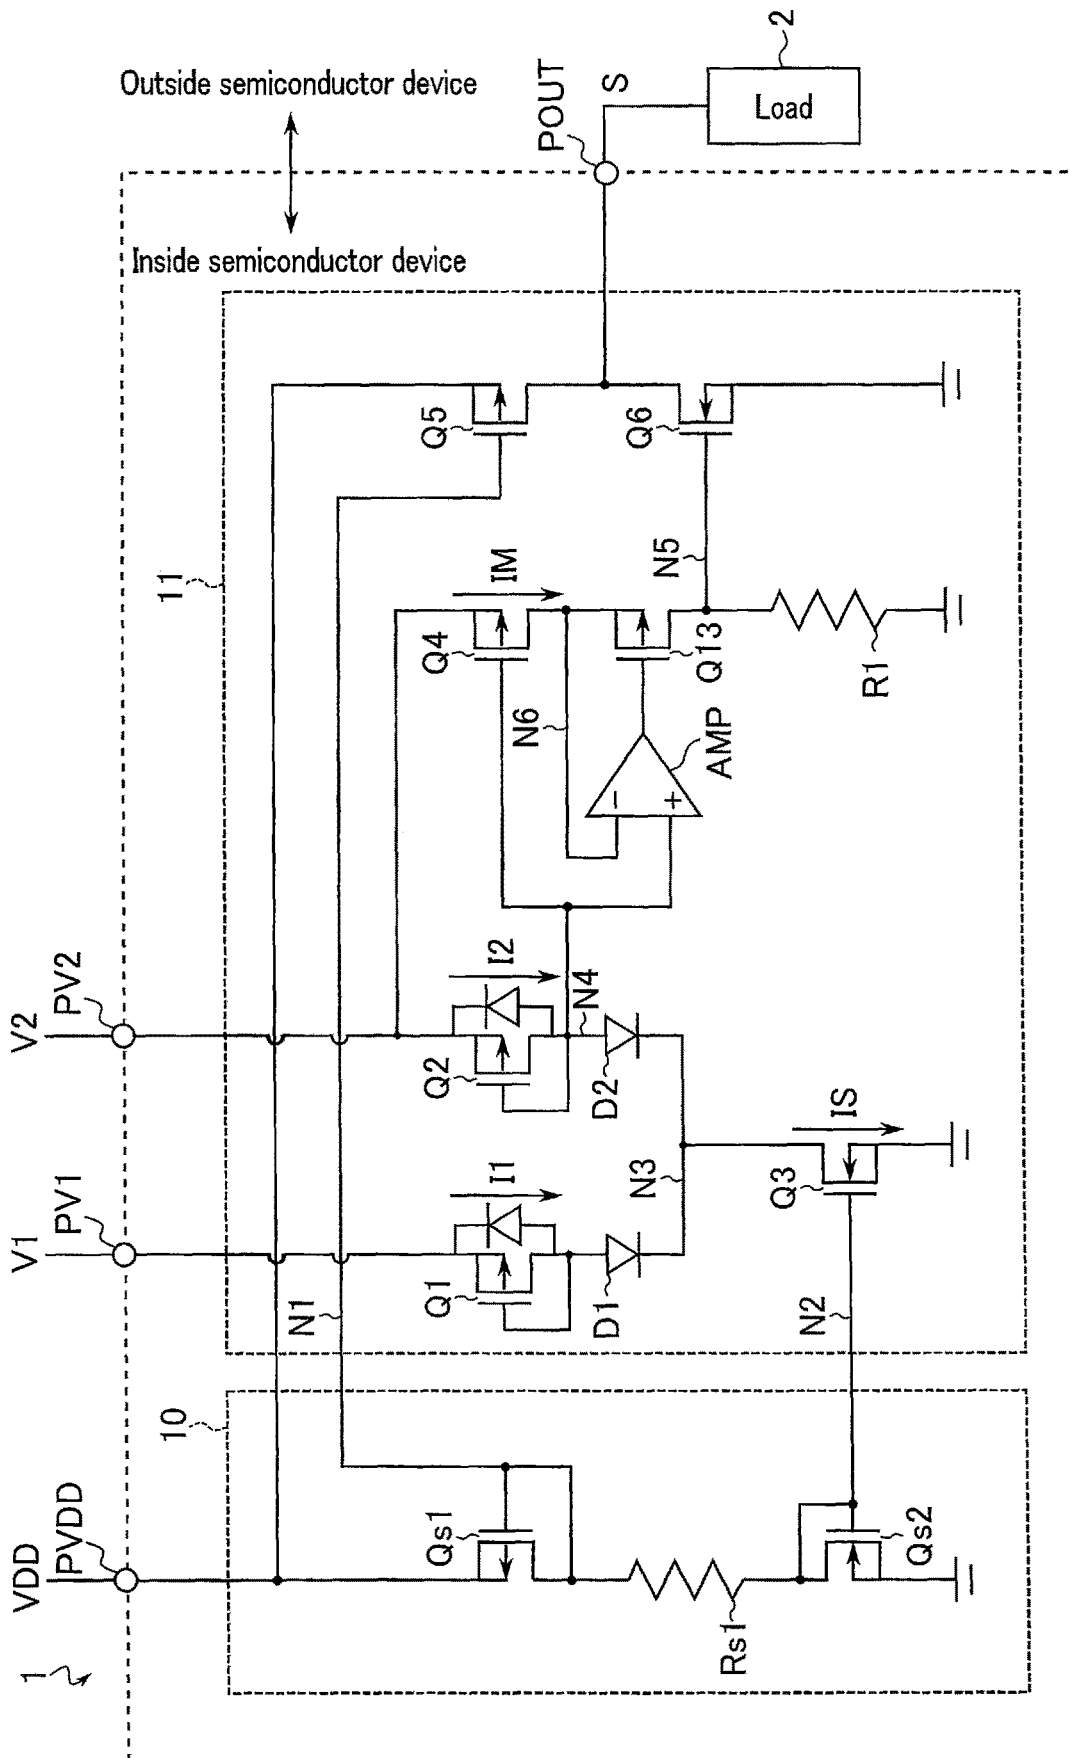 2
Outside semiconductor device
POUT
S
Load
Inside semiconductor device
11
Q5
Q6
IM
N5
Q4
Q13
R1
N6
AMP
- 
+
V2
PV2
I2
N4
Q2
D2
IS
V1
PV1
I1
N3
Q3
Q1
D1
N1
N2
10
VDD
PVDD
Qs1
Qs2
Rs1
1